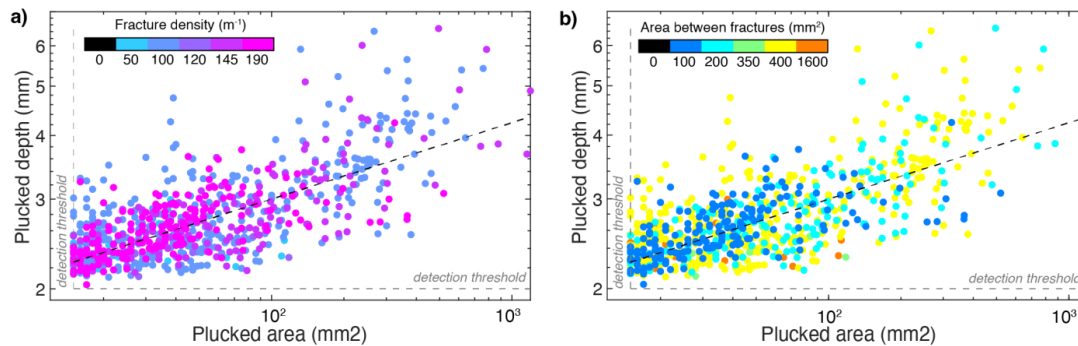 a)
Fracture density (m⁻¹)
0 50 100 120 145 190
6
5
4
3
2
Plucked depth (mm)
detection threshold
detection threshold
10²
10³
Plucked area (mm2)
b)
Area between fractures (mm²)
0 100 200 350 400 1600
6
5
4
3
2
Plucked depth (mm)
detection threshold
detection threshold
10²
10³
Plucked area (mm2)